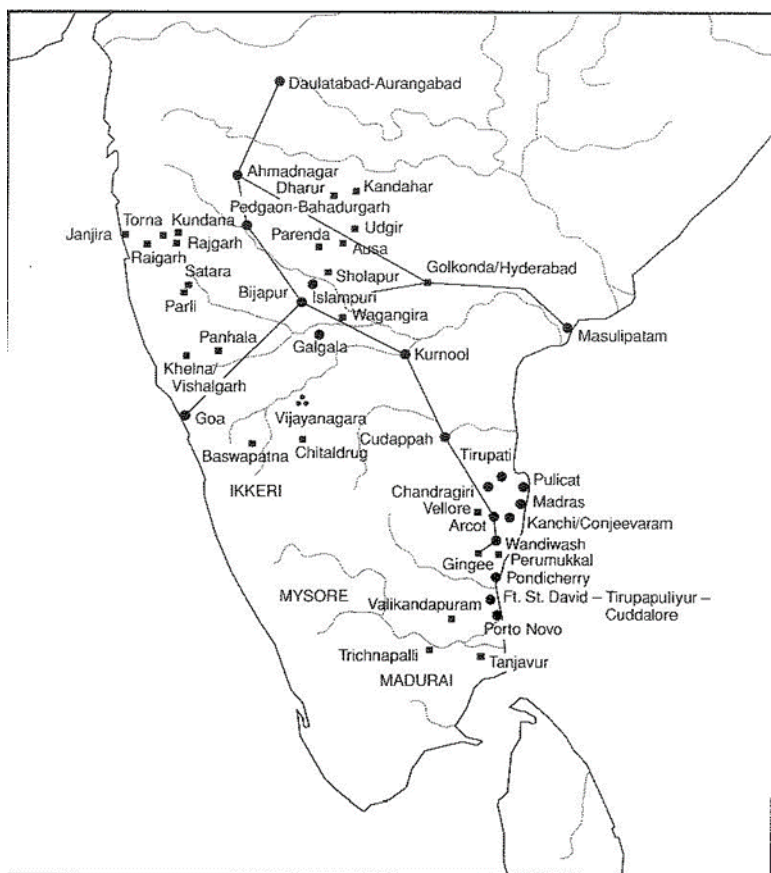 Daulatabad-Aurangabad
Ahmadnagar
Dharur
Kandahar
Pedgaon-Bahadurgarh
Torna
Kundana
Udgir
Janjira
Parenda
Ausa
Raigarh
Rajgarh
Golkonda/Hyderabad
Satara
Sholapur
Bijapur
Islampuri
Parli
Wagangira
Masulipatam
Panhala
Galgala
Kurnool
Khelna/
Vishalgarh
Goa
Vijayanagara
Cudappah
Baswapatna
Chitaldrug
Tirupati
IKKERI
Pulicat
Chandragiri
Madras
Vellore
Arcot
Kanchi/Conjeevaram
Wandiwash
Gingee
Perumukkal
Pondicherry
MYSORE
Ft. St. David – Tirupapuliyur –
Cuddalore
Valikandapuram
Porto Novo
Trichnapalli
Tanjavur
MADURAI